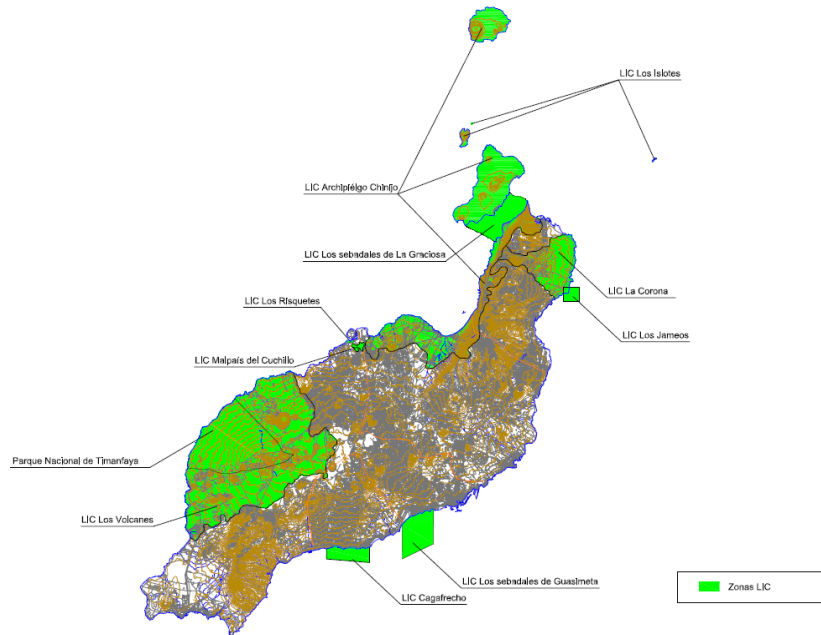 LIC Los Islotes
LIC Archipiélgo Chinijo
LIC Los sebadales de La Graciosa
LIC La Corona
LIC Los Risquetes
LIC Los Jameos
LIC Malpaís del Cuchillo
Parque Nacional de Timanfaya
LIC Los Volcanes
LIC Los sebadales de Guasimeta
LIC Cagafrecho
Zonas LIC